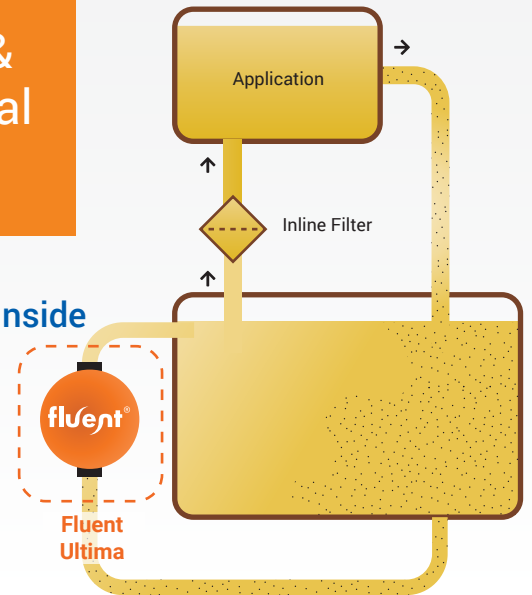 &
al
Application
Inline Filter
nside
fluent®
Fluent
Ultima